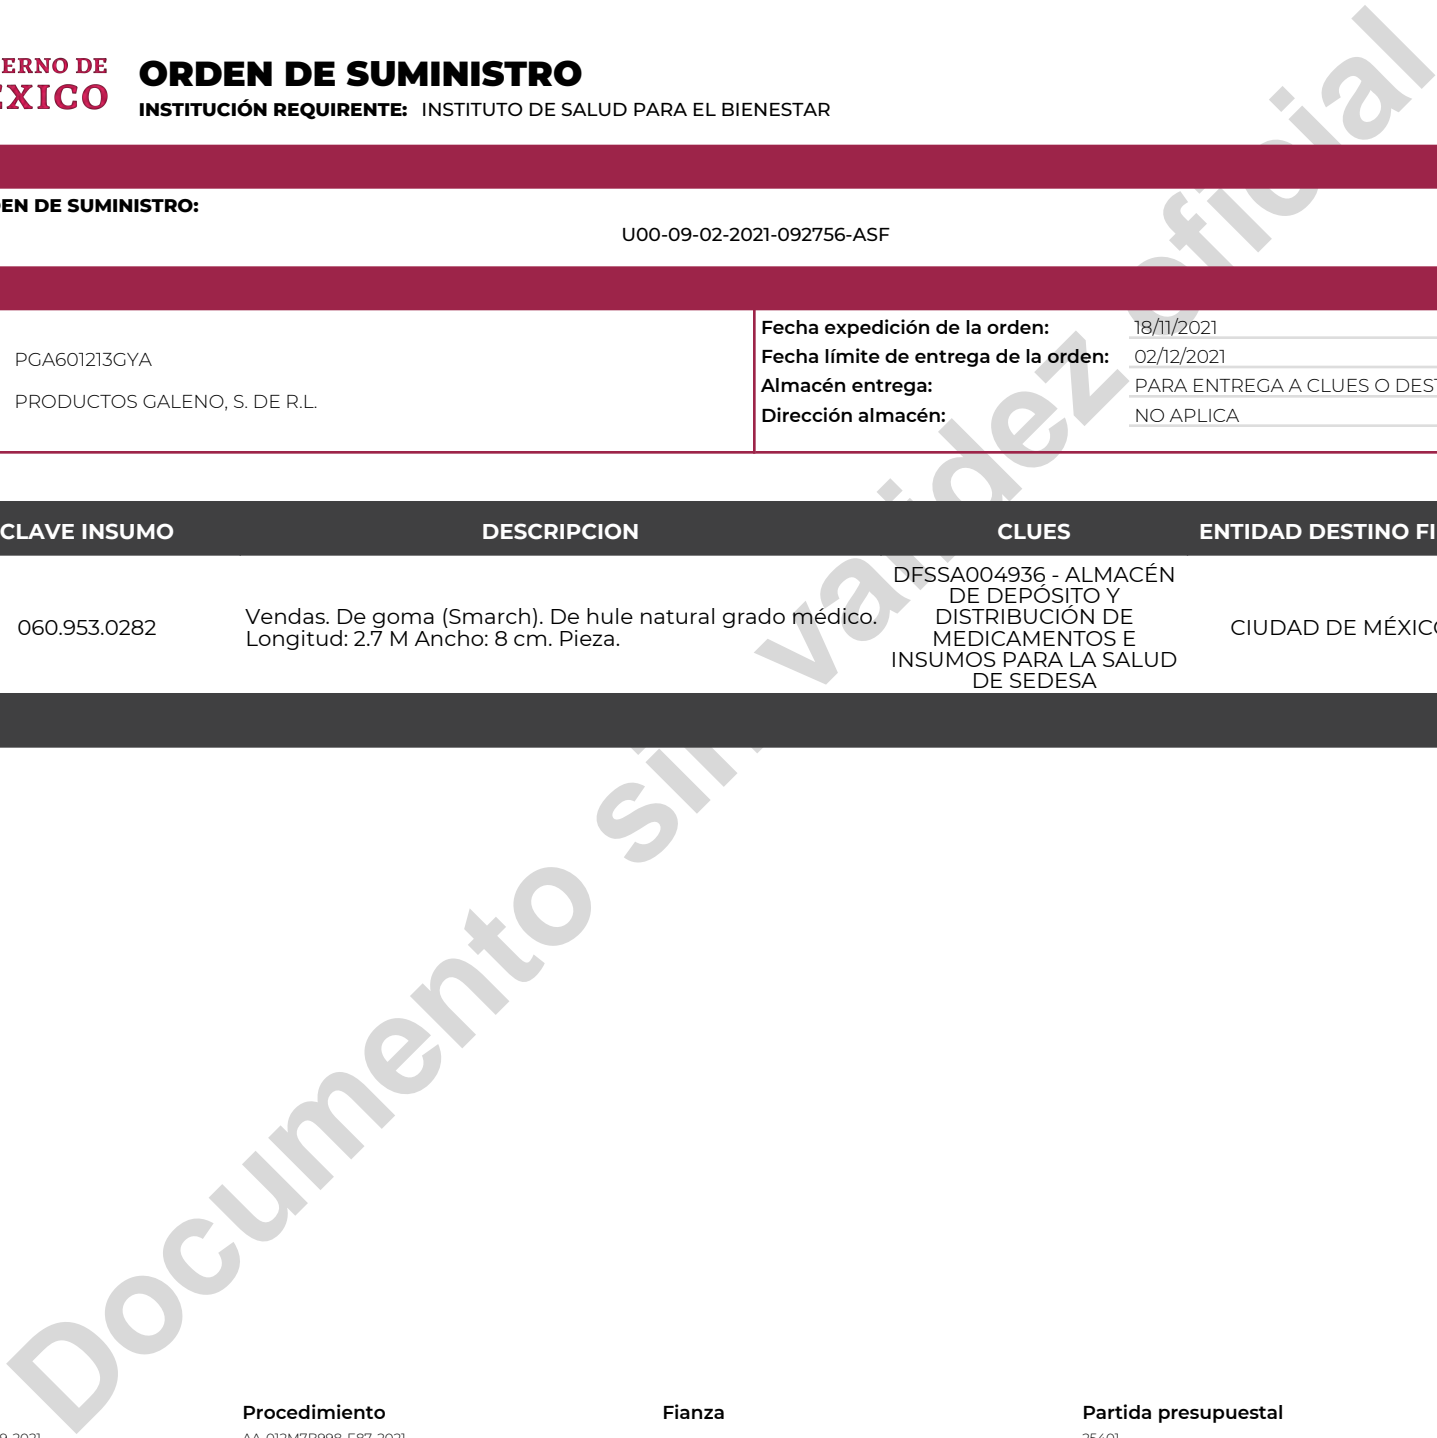 ERNO DE
ÉXICO
ORDEN DE SUMINISTRO
INSTITUCIÓN REQUIRENTE: INSTITUTO DE SALUD PARA EL BIENESTAR
EN DE SUMINISTRO:
U00-09-02-2021-092756-ASF
PGA601213GYA
PRODUCTOS GALENO, S. DE R.L.
Fecha expedición de la orden: 18/11/2021
Fecha límite de entrega de la orden: 02/12/2021
Almacén entrega: PARA ENTREGA A CLUES O DEST
Dirección almacén: NO APLICA
CLAVE INSUMO DESCRIPCION CLUES ENTIDAD DESTINO FI
060.953.0282
Vendas. De goma (Smarch). De hule natural grado médico.
Longitud: 2.7 M Ancho: 8 cm. Pieza.
DFSSA004936 - ALMACÉN
DE DEPÓSITO Y
DISTRIBUCIÓN DE
MEDICAMENTOS E
INSUMOS PARA LA SALUD
DE SEDESA
CIUDAD DE MÉXICO
Documento sin validez oficial
Procedimiento Fianza Partida presupuestal